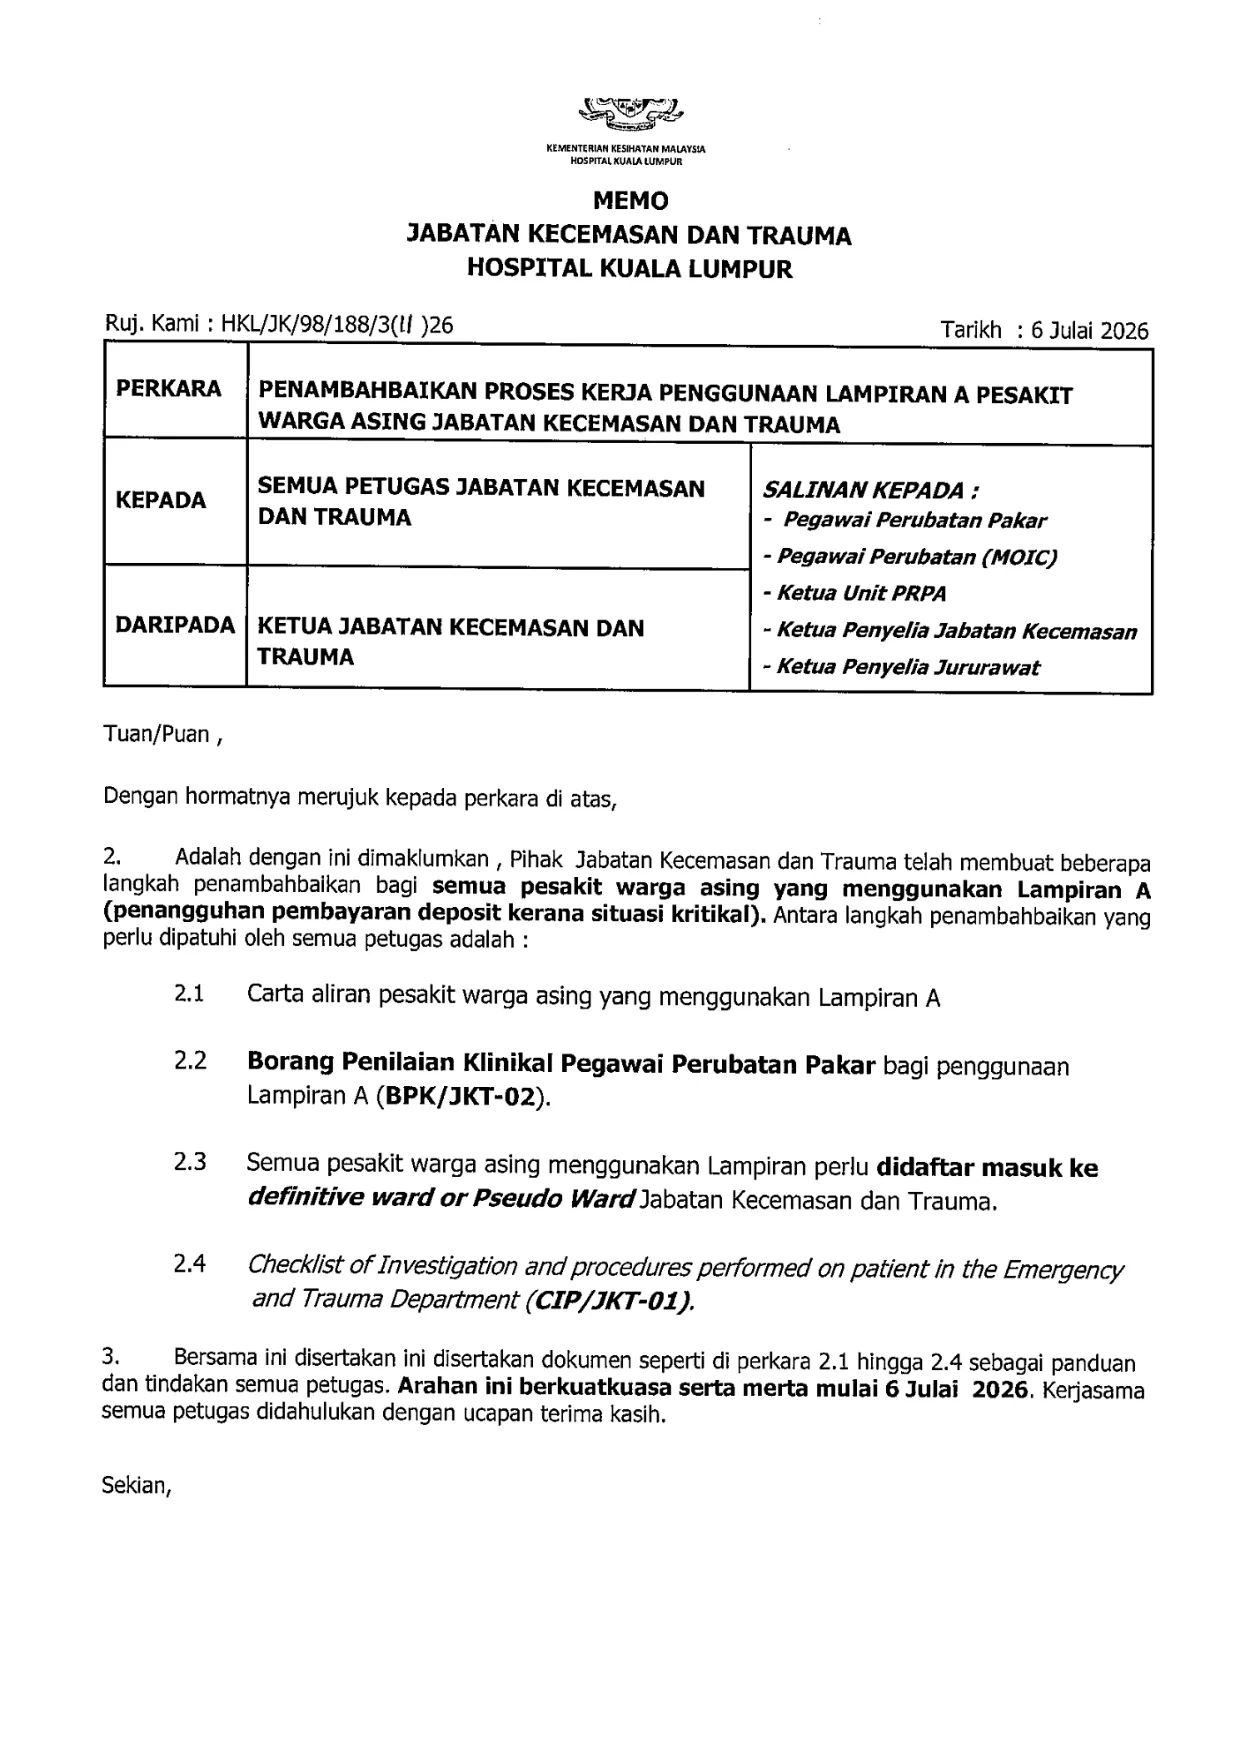 KEMENTERIAN KESIHATAN MALAYSIA
HOSPITAL KUALA LUMPUR
MEMO
JABATAN KECEMASAN DAN TRAUMA
HOSPITAL KUALA LUMPUR
Ruj. Kami : HKL/JK/98/188/3(11 )26
Tarikh : 6 Julai 2026
PERKARA
PENAMBAHBAIKAN PROSES KERJA PENGGUNAAN LAMPIRAN A PESAKIT
WARGA ASING JABATAN KECEMASAN DAN TRAUMA
KEPADA
SEMUA PETUGAS JABATAN KECEMASAN
DAN TRAUMA
SALINAN KEPADA :
- Pegawai Perubatan Pakar
- Pegawai Perubatan (MOIC)
- Ketua Unit PRPA
- Ketua Penyelia Jabatan Kecemasan
- Ketua Penyelia Jururawat
DARIPADA
KETUA JABATAN KECEMASAN DAN
TRAUMA
Tuan/Puan ,
Dengan hormatnya merujuk kepada perkara di atas,
2. Adalah dengan ini dimaklumkan , Pihak Jabatan Kecemasan dan Trauma telah membuat beberapa
langkah penambahbaikan bagi semua pesakit warga asing yang menggunakan Lampiran A
(penangguhan pembayaran deposit kerana situasi kritikal). Antara langkah penambahbaikan yang
perlu dipatuhi oleh semua petugas adalah :
2.1 Carta aliran pesakit warga asing yang menggunakan Lampiran A
2.2 Borang Penilaian Klinikal Pegawai Perubatan Pakar bagi penggunaan
Lampiran A (BPK/JKT-02).
2.3 Semua pesakit warga asing menggunakan Lampiran perlu didaftar masuk ke
definitive ward or Pseudo Ward Jabatan Kecemasan dan Trauma.
2.4 Checklist of Investigation and procedures performed on patient in the Emergency
and Trauma Department (CIP/JKT-01).
3. Bersama ini disertakan ini disertakan dokumen seperti di perkara 2.1 hingga 2.4 sebagai panduan
dan tindakan semua petugas. Arahan ini berkuatkuasa serta merta mulai 6 Julai 2026. Kerjasama
semua petugas didahulukan dengan ucapan terima kasih.
Sekian,